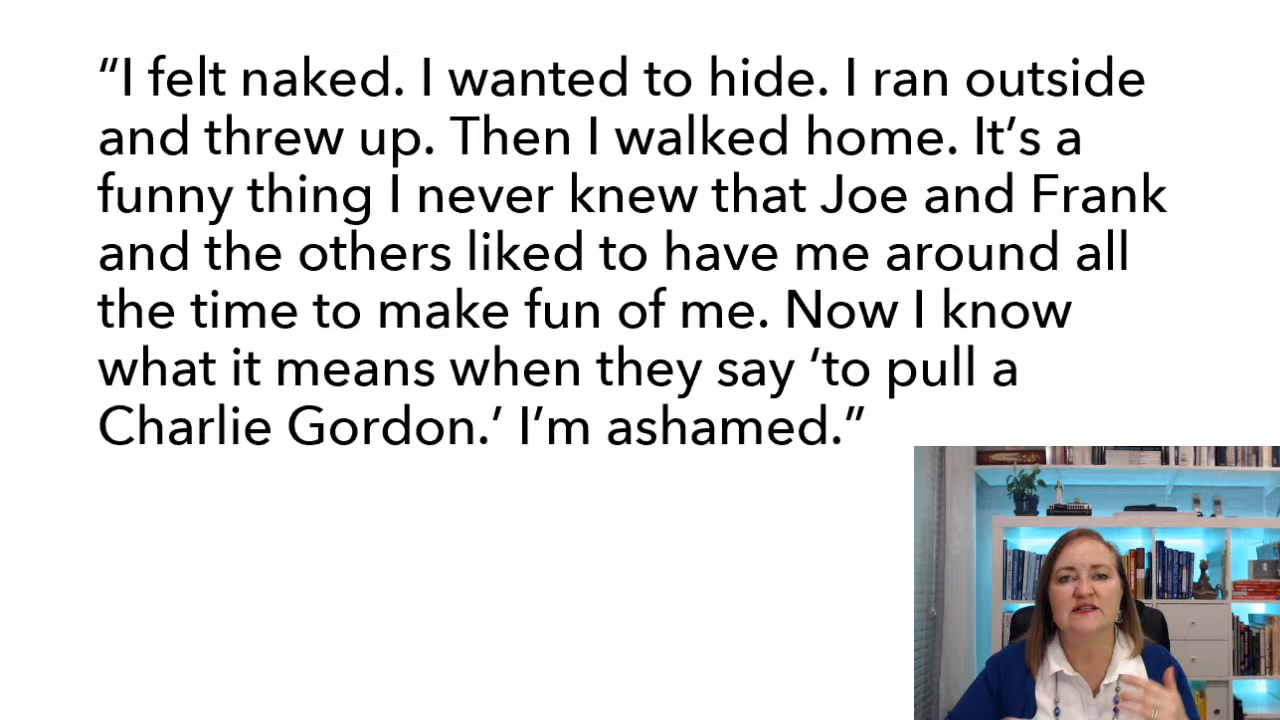 “I felt naked. I wanted to hide. I ran outside
and threw up. Then I walked home. It’s a
funny thing I never knew that Joe and Frank
and the others liked to have me around all
the time to make fun of me. Now I know
what it means when they say ‘to pull a
Charlie Gordon.’ I’m ashamed.”